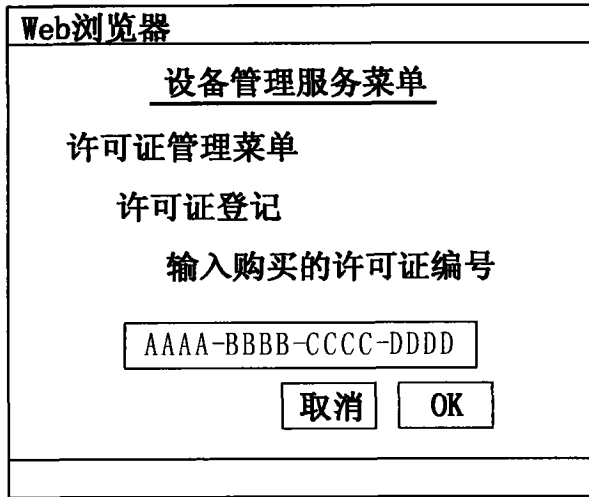 Web浏览器
设备管理服务菜单
许可证管理菜单
许可证登记
输入购买的许可证编号
AAAA-BBBB-CCCC-DDDD
取消 OK